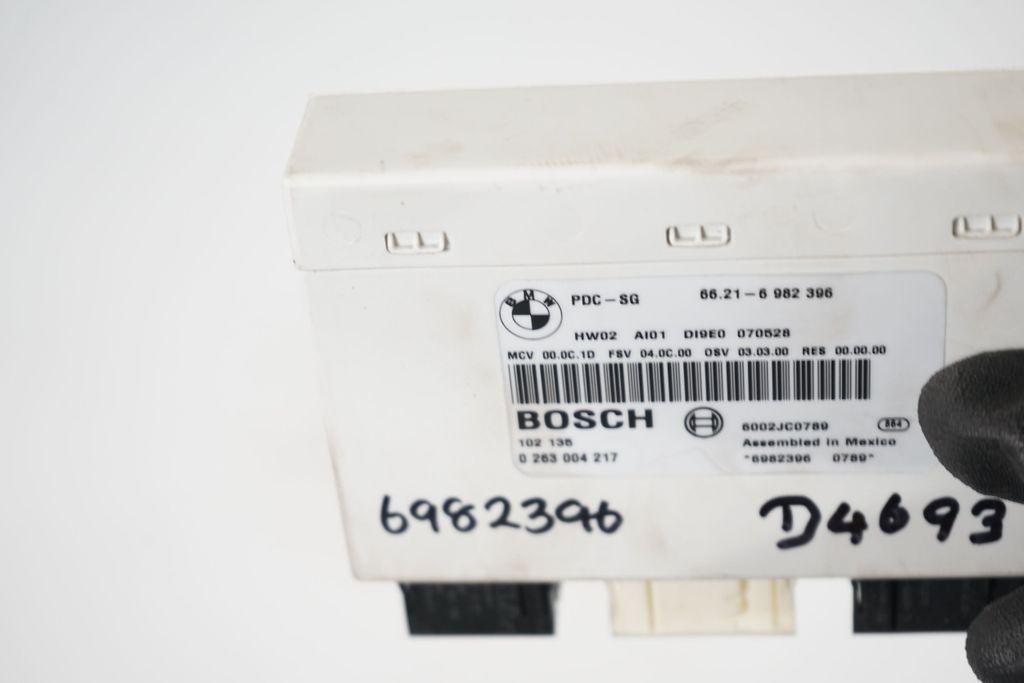 BMW
PDC-SG 66.21-6 982 396
HW02 AI01 DI9E0 070528
MCV 00.0C.1D FSV 04.0C.00 OSV 03.03.00 RES 00.00.00
BOSCH
6002JC0789 884
102 136 Assembled in Mexico
0 263 004 217 "6982396 0789"
6982396 D4693